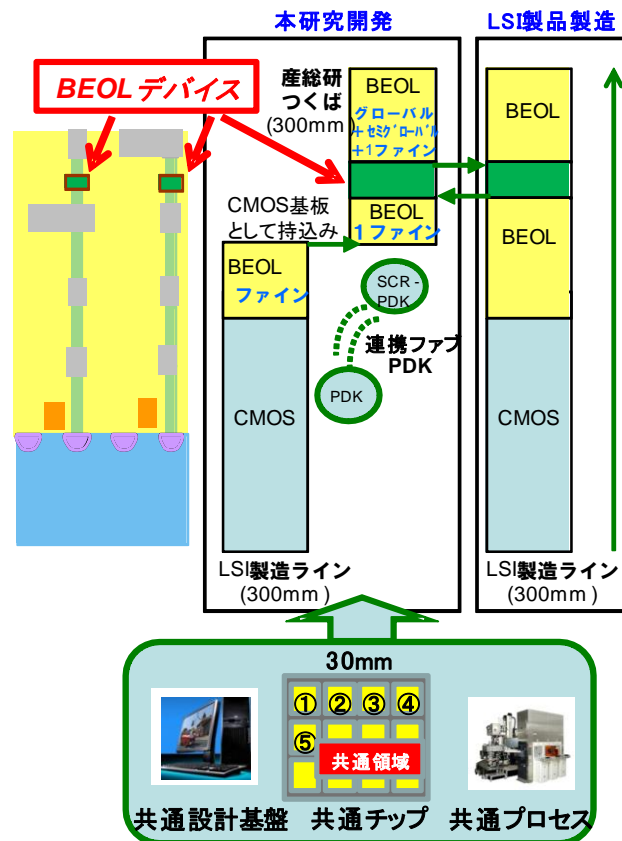 本研究開発
LSI製品製造
BEOLデバイス
産総研
つくば
(300mm)
BEOL
グローバル
+セミグローバル
+1ファイン
BEOL
CMOS基板
として持込み
BEOL
1ファイン
BEOL
BEOL
ファイン
SCR -
PDK
連携ファブ
PDK
PDK
CMOS
CMOS
LSI製造ライン
(300mm)
LSI製造ライン
(300mm)
30mm
① ② ③ ④
⑤
共通領域
共通設計基盤
共通チップ
共通プロセス